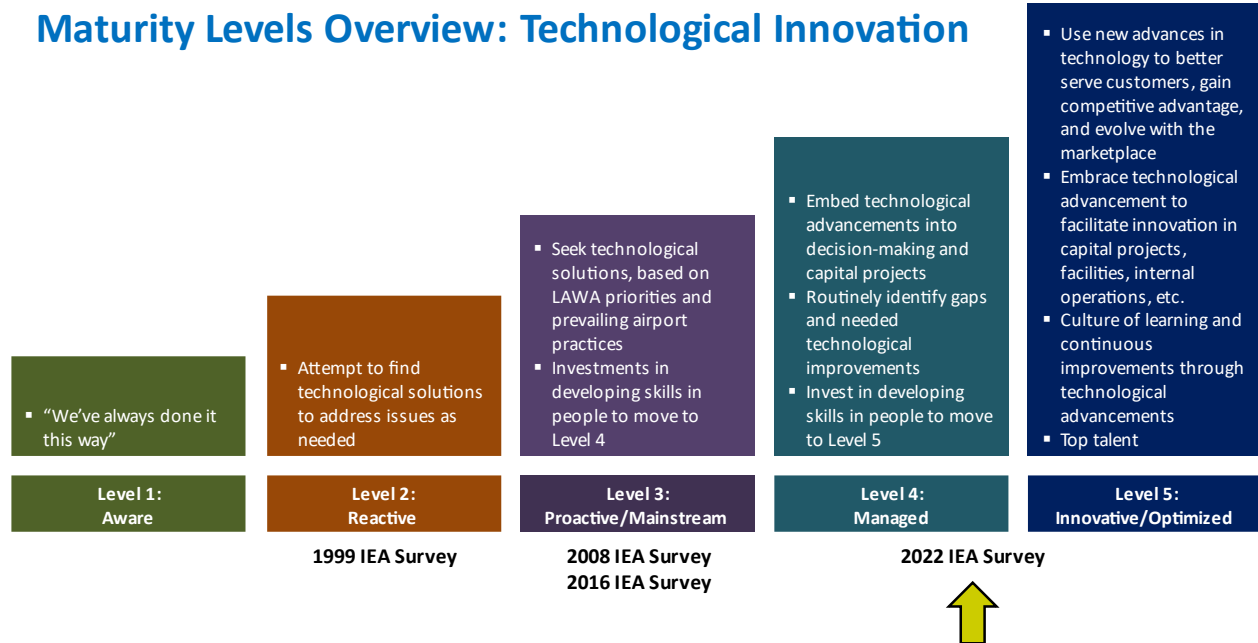 Maturity Levels Overview: Technological Innovation
▪ “We’ve always done it
this way”
Level 1:
Aware
▪ Attempt to find
technological solutions
to address issues as
needed
Level 2:
Reactive
1999 IEA Survey
▪ Seek technological
solutions, based on
LAWA priorities and
prevailing airport
practices
▪ Investments in
developing skills in
people to move to
Level 4
Level 3:
Proactive/Mainstream
2008 IEA Survey
2016 IEA Survey
▪ Embed technological
advancements into
decision-making and
capital projects
▪ Routinely identify gaps
and needed
technological
improvements
▪ Invest in developing
skills in people to move
to Level 5
Level 4:
Managed
2022 IEA Survey
▪ Use new advances in
technology to better
serve customers, gain
competitive advantage,
and evolve with the
marketplace
▪ Embrace technological
advancement to
facilitate innovation in
capital projects,
facilities, internal
operations, etc.
▪ Culture of learning and
continuous
improvements through
technological
advancements
▪ Top talent
Level 5:
Innovative/Optimized